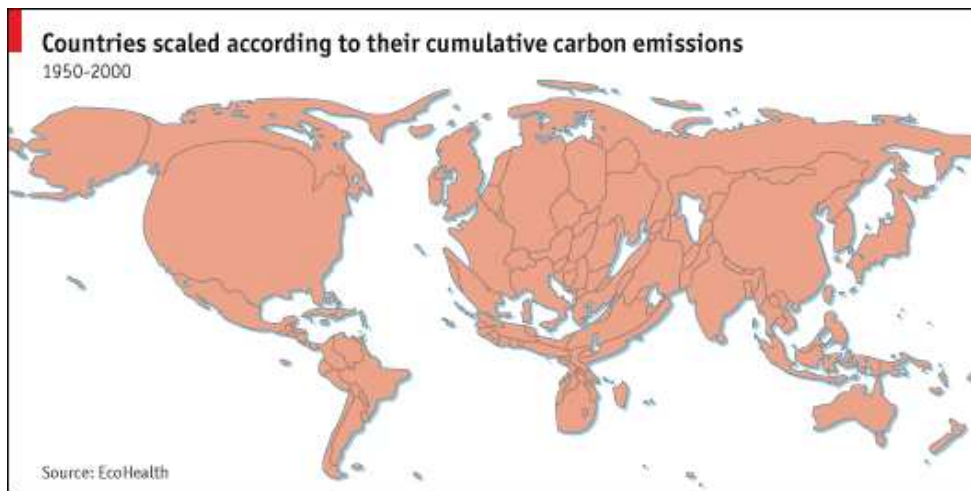 Countries scaled according to their cumulative carbon emissions
1950-2000
Source: EcoHealth